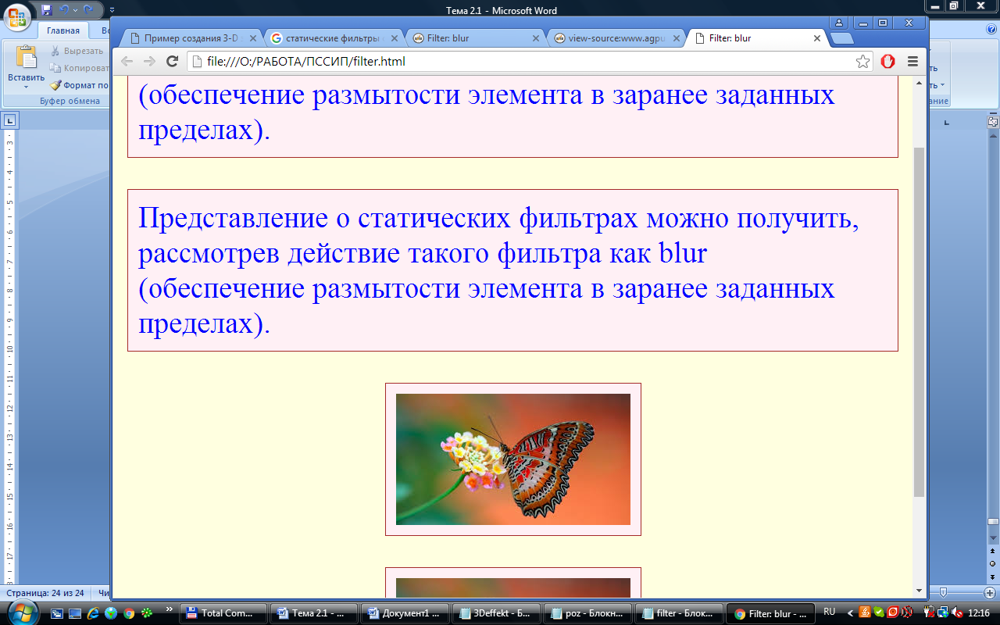 Тема 2.1 - Microsoft Word
Главная
Вырезать
Вставить
Формат по
Буфер обмена
Пример создания 3-D
статические фильтры
Filter: blur
view-source:www.agpu
Filter: blur
file:///O:/РАБОТА/ПССИП/filter.html
(обеспечение размытости элемента в заранее заданных
пределах).
Представление о статических фильтрах можно получить,
рассмотрев действие такого фильтра как blur
(обеспечение размытости элемента в заранее заданных
пределах).
Страница: 24 из 24
Total Com...
Тема 2.1 - ...
Документ1 ...
3Deffekt - Б...
poz - Блокн...
filter - Блок...
Filter: blur - ...
RU
12:16